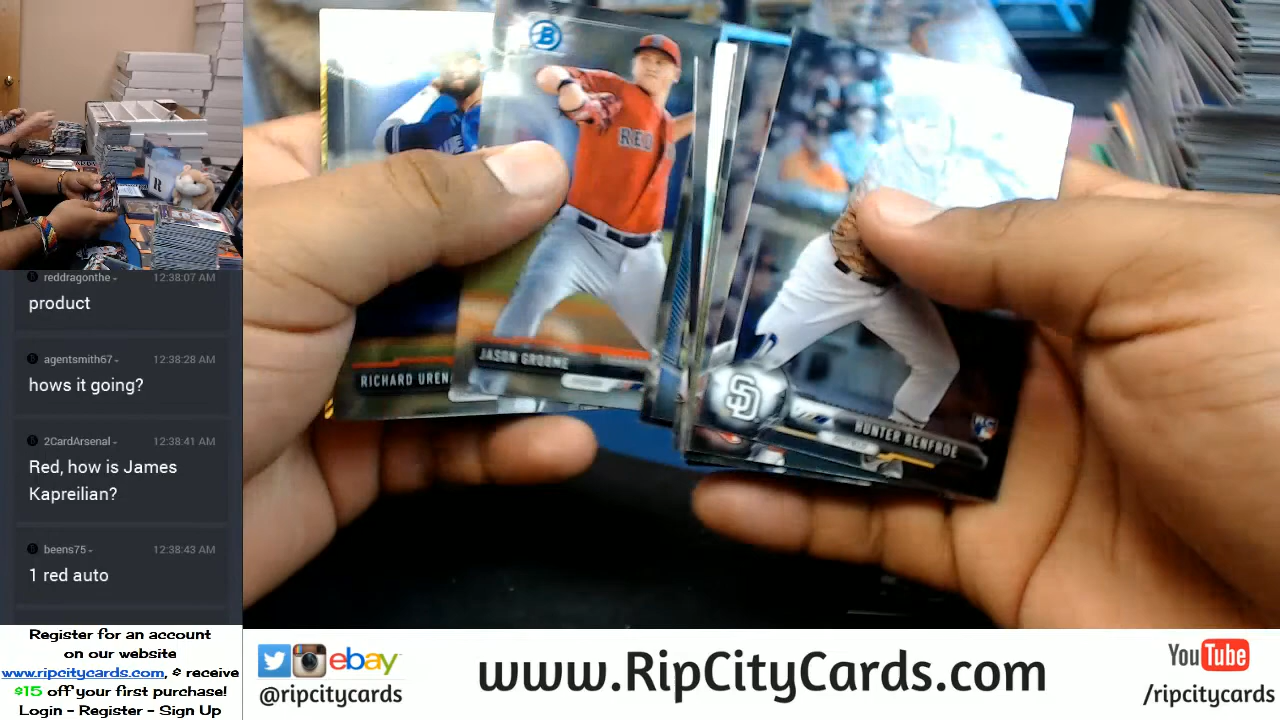 reddragonthe
12:38:07 AM
product
agentsmith67
12:38:28 AM
hows it going?
2CardArsenal
12:38:41 AM
Red, how is James
Kapreilian?
beens75
12:38:43 AM
1 red auto
Register for an account
on our website
www.ripcitycards.com, & receive
$15 off your first purchase!
Login - Register - Sign Up
B
RED
RICHARD UREN
JASON GROOME
SD
HUNTER RENFROE
RC
ebay
@ripcitycards
www.RipCityCards.com
YouTube
/ripcitycards